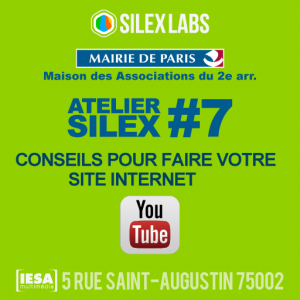 SILEX LABS
MAIRIE DE PARIS
Maison des Associations du 2e arr.
ATELIER
SILEX #7
CONSEILS POUR FAIRE VOTRE
SITE INTERNET
You
Tube
IESA
multimédia
5 RUE SAINT-AUGUSTIN 75002